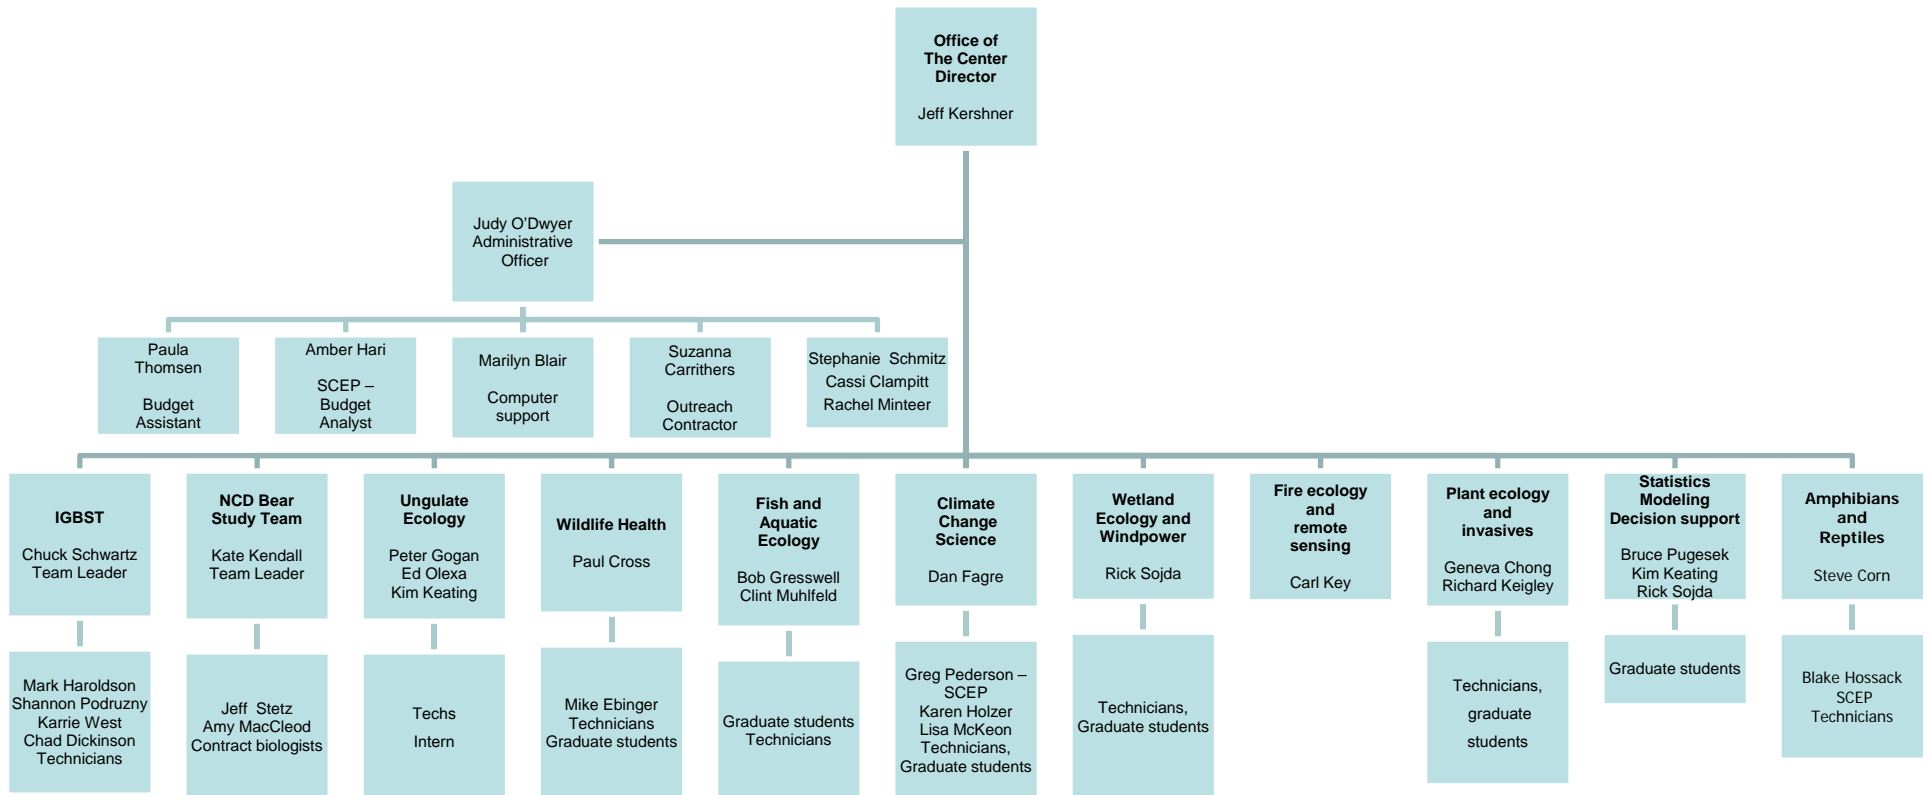 Office of
The Center
Director
Jeff Kershner
Judy O’Dwyer
Administrative
Officer
Paula
Thomsen
Budget
Assistant
Amber Hari
SCEP –
Budget
Analyst
Marilyn Blair
Computer
support
Suzanna
Carrithers
Outreach
Contractor
Stephanie Schmitz
Cassi Clampitt
Rachel Minteer
IGBST
Chuck Schwartz
Team Leader
NCD Bear
Study Team
Kate Kendall
Team Leader
Ungulate
Ecology
Peter Gogan
Ed Olexa
Kim Keating
Wildlife Health
Paul Cross
Fish and
Aquatic
Ecology
Bob Gresswell
Clint Muhlfeld
Climate
Change
Science
Dan Fagre
Wetland
Ecology and
Windpower
Rick Sojda
Fire ecology
and
remote
sensing
Carl Key
Plant ecology
and
invasives
Geneva Chong
Richard Keigley
Statistics
Modeling
Decision support
Bruce Pugesek
Kim Keating
Rick Sojda
Amphibians
and
Reptiles
Steve Corn
Mark Haroldson
Shannon Podruzny
Karrie West
Chad Dickinson
Technicians
Jeff Stetz
Amy MacCleod
Contract biologists
Techs
Intern
Mike Ebinger
Technicians
Graduate students
Graduate students
Technicians
Greg Pederson –
SCEP
Karen Holzer
Lisa McKeon
Technicians,
Graduate students
Technicians,
Graduate students
Technicians,
graduate
students
Graduate students
Blake Hossack
SCEP
Technicians